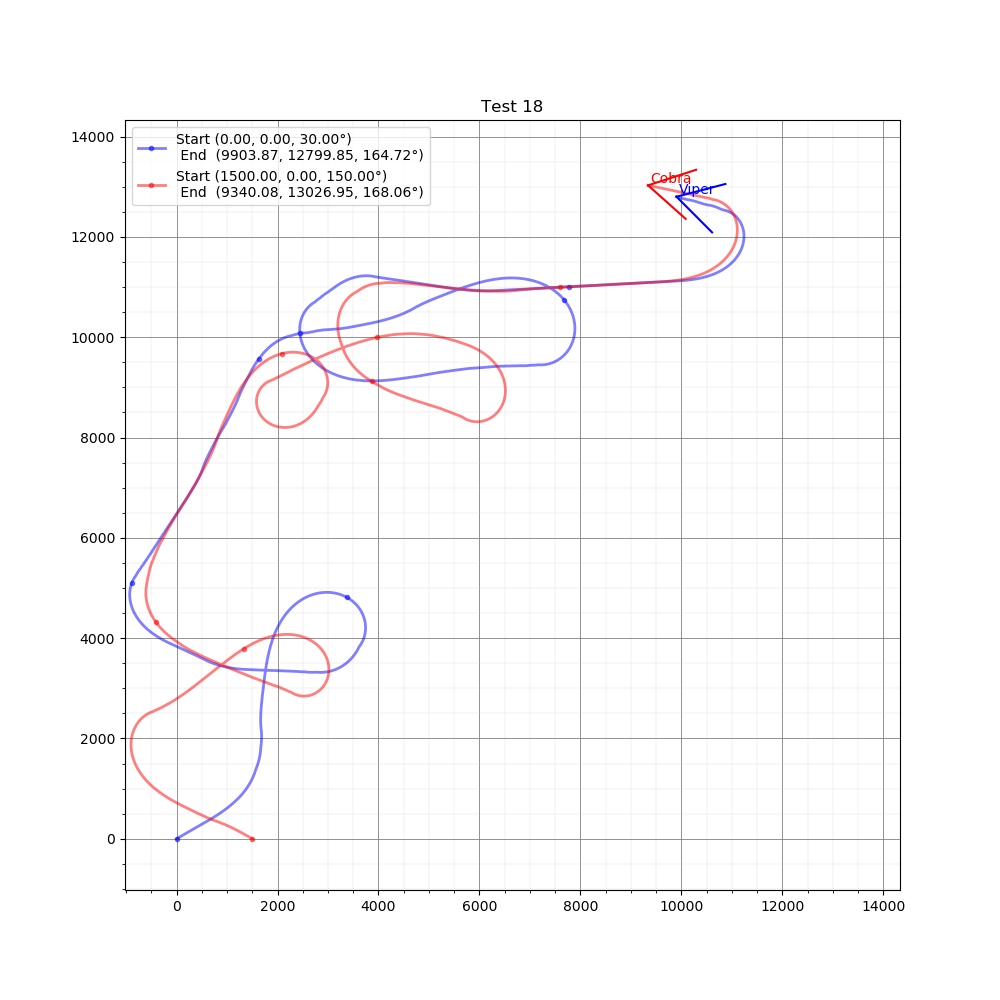 Test 18
Start (0.00, 0.00, 30.00°)
End (9903.87, 12799.85, 164.72°)
Start (1500.00, 0.00, 150.00°)
End (9340.08, 13026.95, 168.06°)
Cobra
Viper
14000
12000
10000
8000
6000
4000
2000
0
0 2000 4000 6000 8000 10000 12000 14000